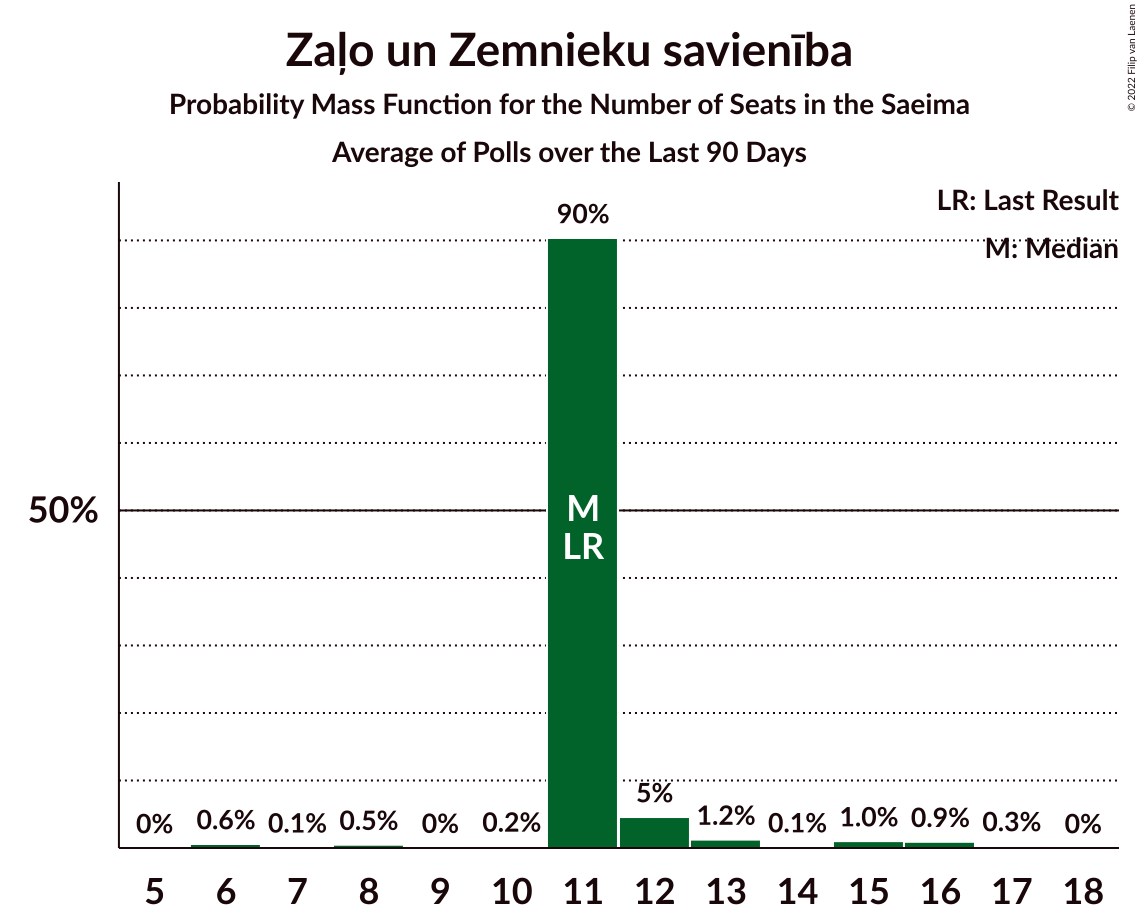 Zaļo un Zemnieku savienība
Probability Mass Function for the Number of Seats in the Saeima
Average of Polls over the Last 90 Days
© 2022 Filip van Laenen
LR: Last Result
M: Median
90%
50%
M
LR
0% 0.6% 0.1% 0.5% 0% 0.2% 5% 1.2% 0.1% 1.0% 0.9% 0.3% 0%
5 6 7 8 9 10 11 12 13 14 15 16 17 18